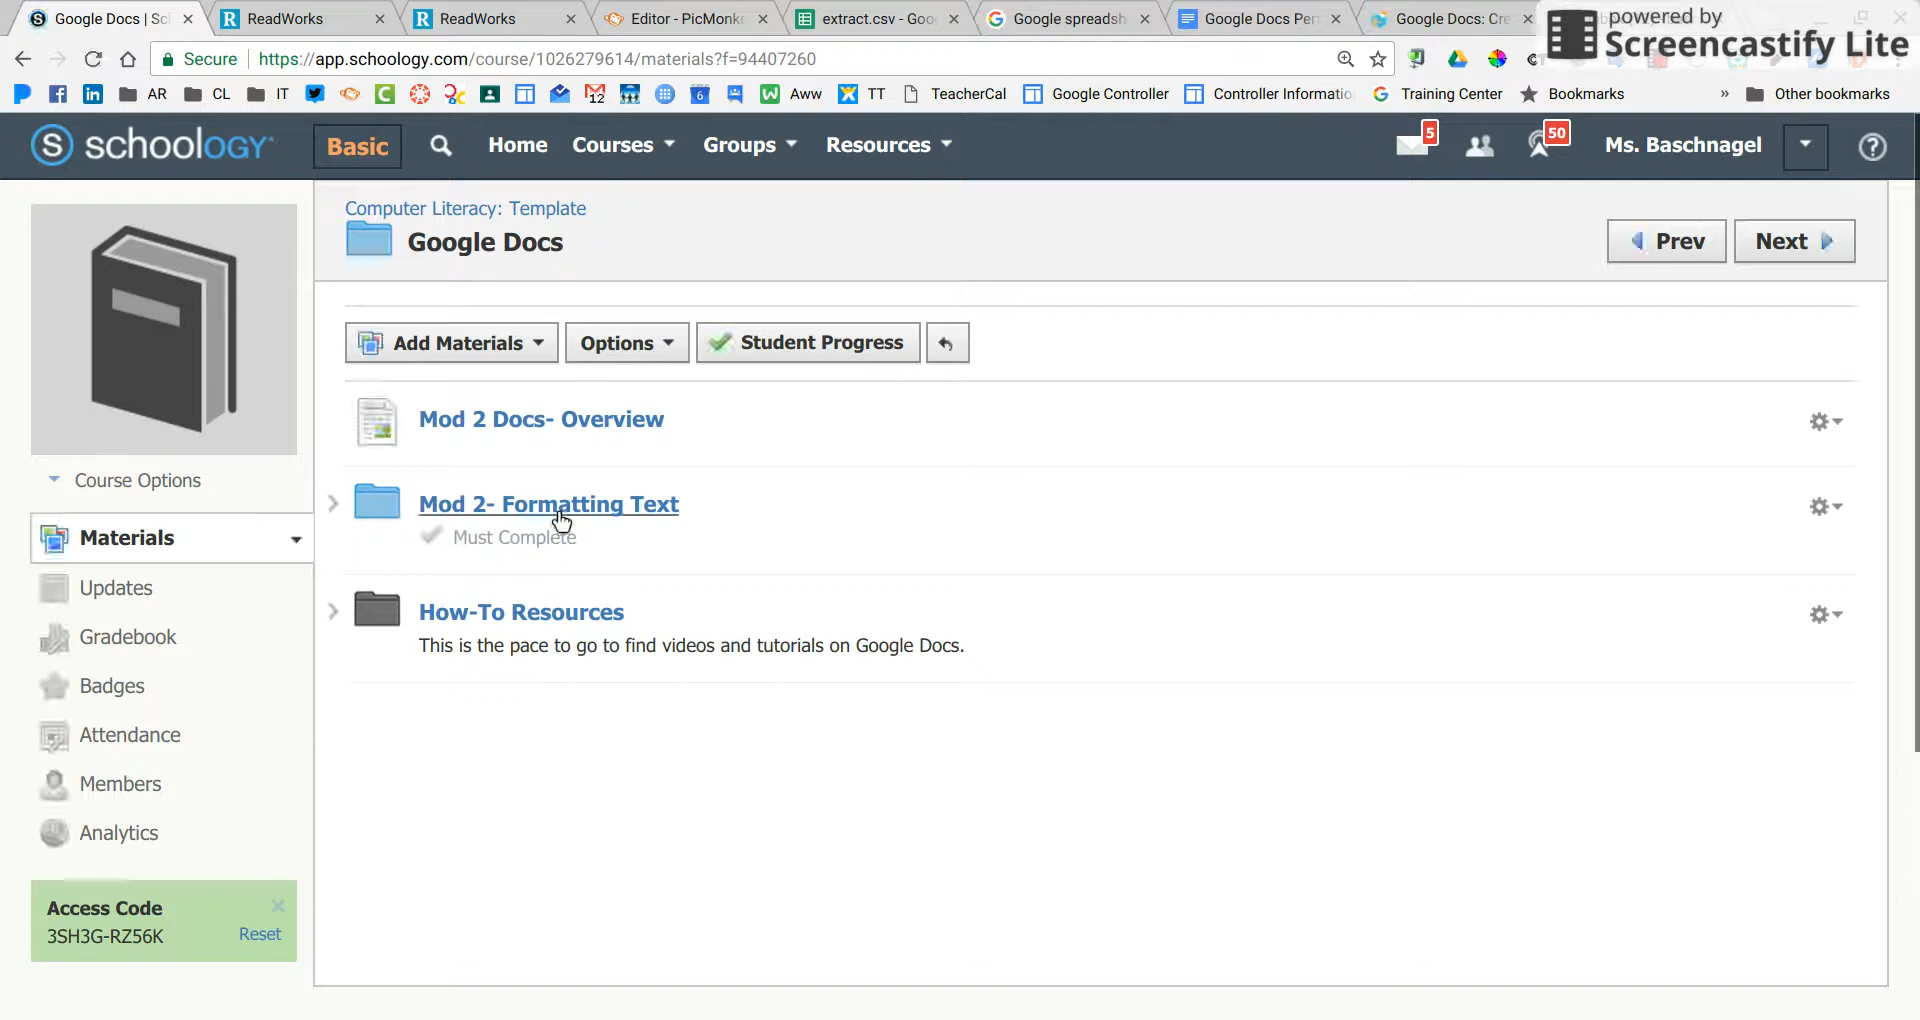 Google Docs | Sc
ReadWorks
ReadWorks
Editor - PicMonke
extract.csv - Goo
Google spreadsh
Google Docs Per
Google Docs: Cre
powered by
Screencastify Lite
Secure
https://app.schoology.com/course/1026279614/materials?f=94407260
AR
CL
IT
12
6
Aww
TT
TeacherCal
Google Controller
Controller Informatio
Training Center
Bookmarks
»
Other bookmarks
S schoology
Basic
Home
Courses
Groups
Resources
5
50
Ms. Baschnagel
?
Computer Literacy: Template
Google Docs
Prev
Next
Add Materials
Options
Student Progress
Mod 2 Docs- Overview
Mod 2- Formatting Text
Must Complete
How-To Resources
This is the pace to go to find videos and tutorials on Google Docs.
Course Options
Materials
Updates
Gradebook
Badges
Attendance
Members
Analytics
Access Code
3SH3G-RZ56K
Reset